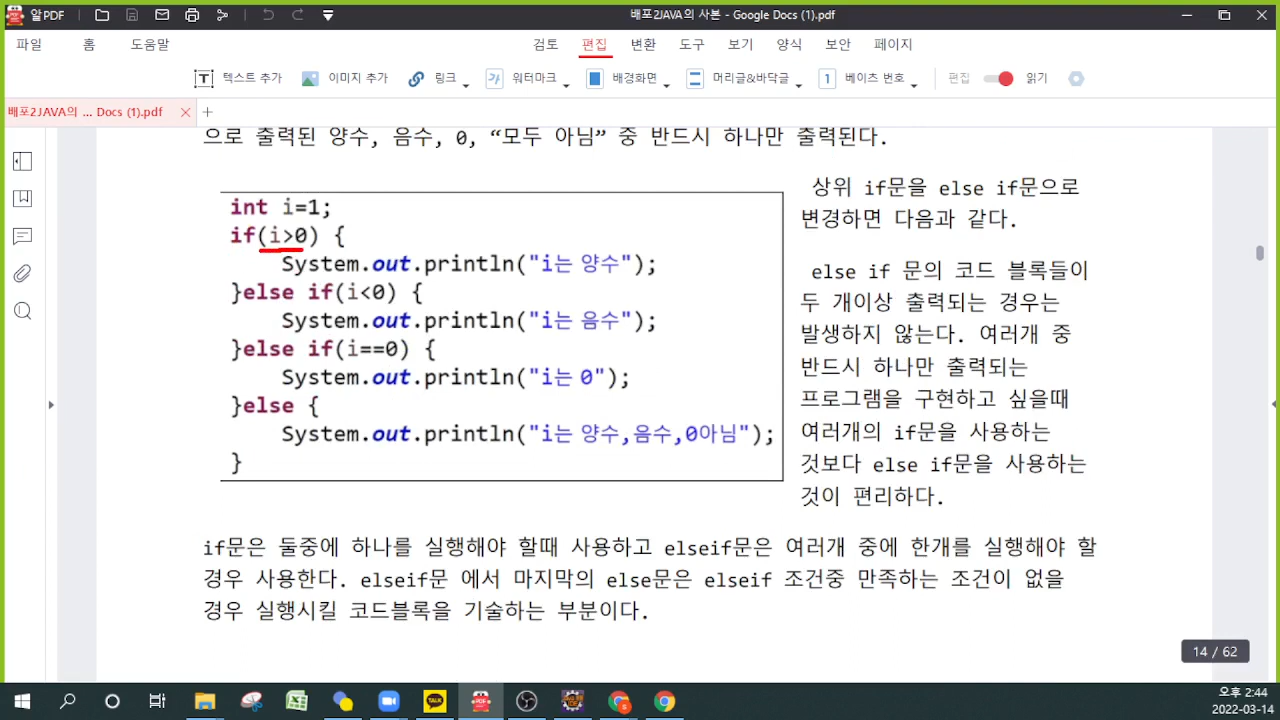 알PDF
배포2JAVA의 사본 - Google Docs (1).pdf
파일 홈 도움말 검토 편집 변환 도구 보기 양식 보안 페이지
텍스트 추가 이미지 추가 링크 워터마크 배경화면 머리글&바닥글 베이츠 번호 편집 읽기
배포2JAVA의 ... Docs (1).pdf
으로 출력된 양수, 음수, 0, “모두 아님” 중 반드시 하나만 출력된다.
int i=1;
if(i>0) {
System.out.println("i는 양수");
}else if(i<0) {
System.out.println("i는 음수");
}else if(i==0) {
System.out.println("i는 0");
}else {
System.out.println("i는 양수,음수,0아님");
}
상위 if문을 else if문으로
변경하면 다음과 같다.
else if 문의 코드 블록들이
두 개이상 출력되는 경우는
발생하지 않는다. 여러개 중
반드시 하나만 출력되는
프로그램을 구현하고 싶을때
여러개의 if문을 사용하는
것보다 else if문을 사용하는
것이 편리하다.
if문은 둘중에 하나를 실행해야 할때 사용하고 elseif문은 여러개 중에 한개를 실행해야 할
경우 사용한다. elseif문 에서 마지막의 else문은 elseif 조건중 만족하는 조건이 없을
경우 실행시킬 코드블록을 기술하는 부분이다.
14 / 62
오후 2:44
2022-03-14